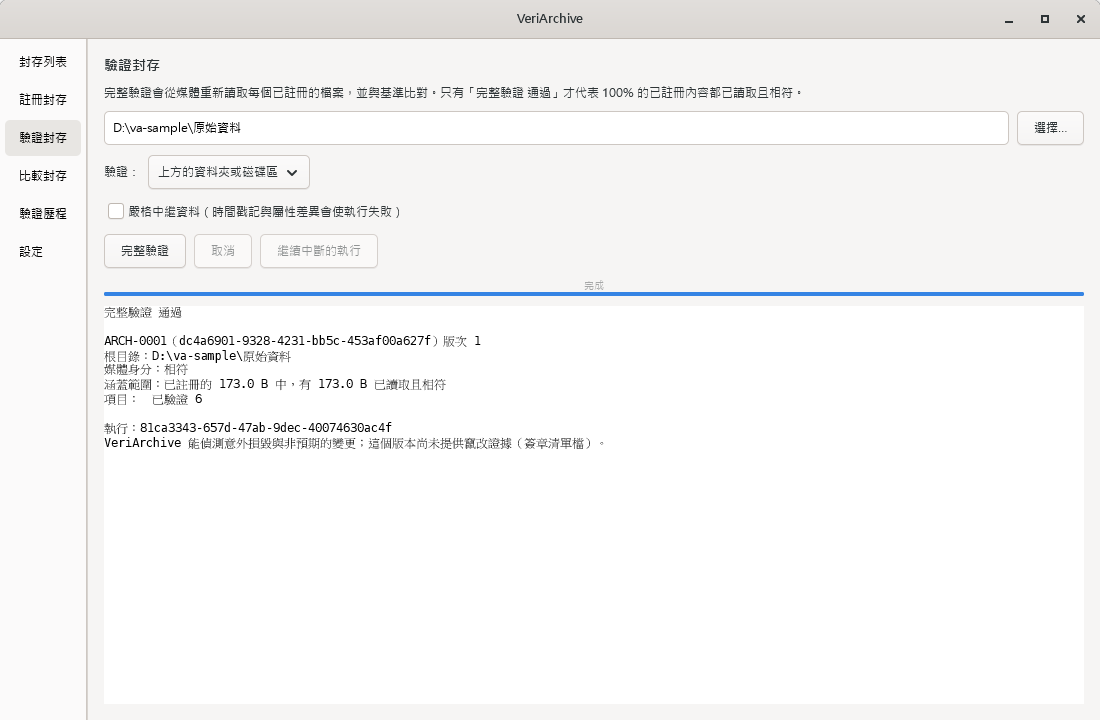 VeriArchive
封存列表
註冊封存
驗證封存
比較封存
驗證歷程
設定
驗證封存
完整驗證會從媒體重新讀取每個已註冊的檔案，並與基準比對。只有「完整驗證 通過」才代表 100% 的已註冊內容都已讀取且相符。
D:\va-sample\原始資料
選擇...
驗證：
上方的資料夾或磁碟區
嚴格中繼資料（時間戳記與屬性差異會使執行失敗）
完整驗證
取消
繼續中斷的執行
完成
完整驗證 通過
ARCH-0001（dc4a6901-9328-4231-bb5c-453af00a627f）版次 1
根目錄：D:\va-sample\原始資料
媒體身分：相符
涵蓋範圍：已註冊的 173.0 B 中，有 173.0 B 已讀取且相符
項目： 已驗證 6
執行：81ca3343-657d-47ab-9dec-40074630ac4f
VeriArchive 能偵測意外損毀與非預期的變更；這個版本尚未提供竄改證據（簽章清單檔）。